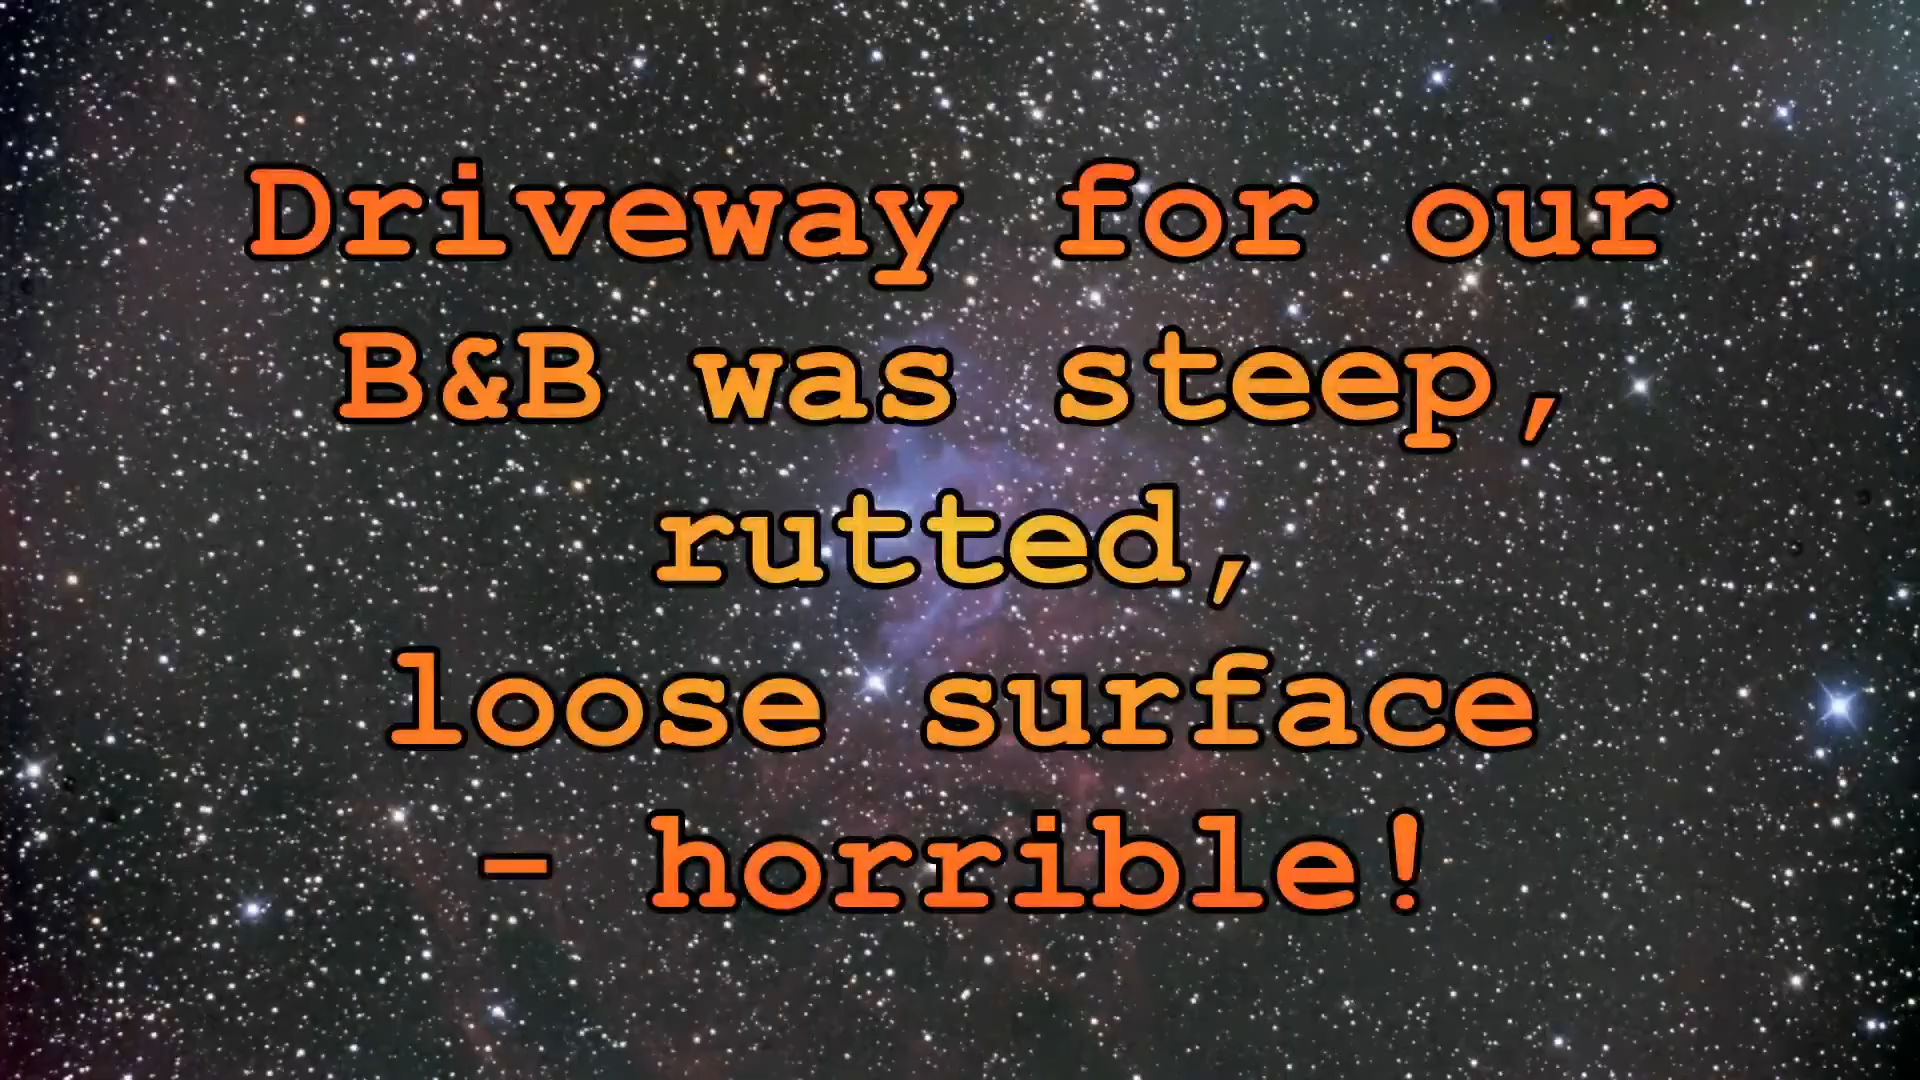 Driveway for our
B&B was steep,
rutted,
loose surface
- horrible!